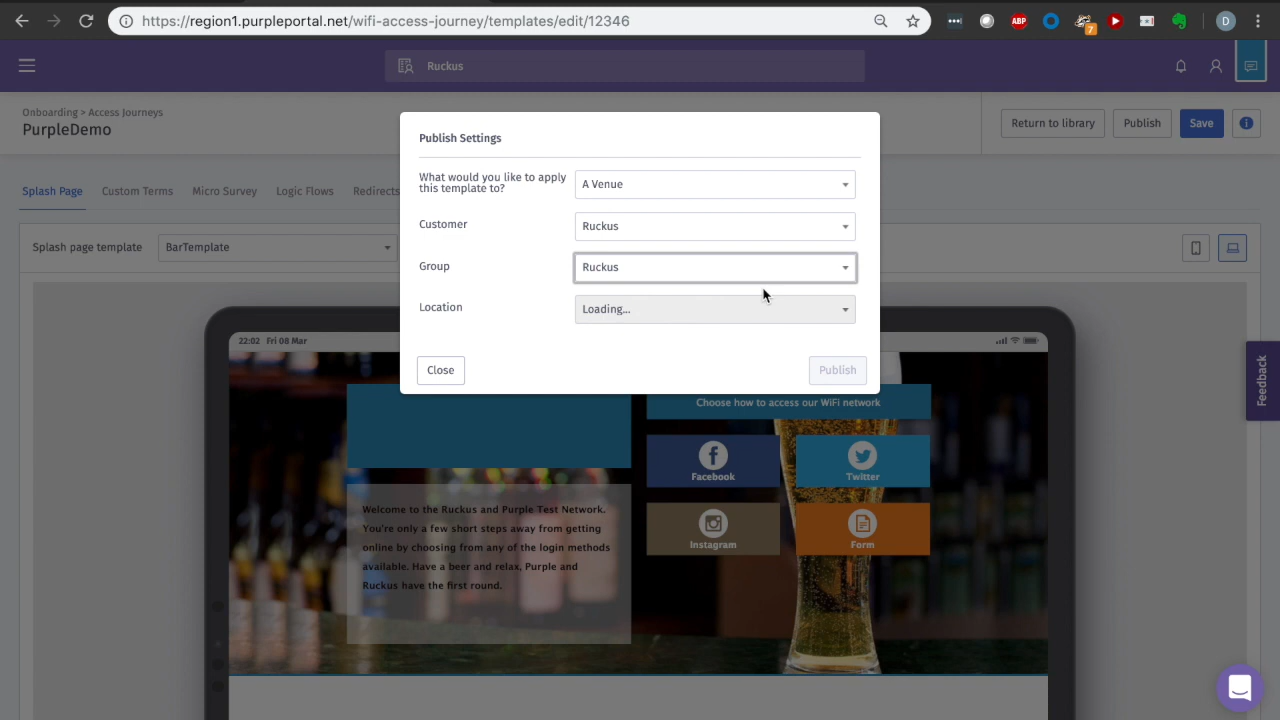 https://region1.purpleportal.net/wifi-access-journey/templates/edit/12346
ABP
7
D
Ruckus
Onboarding > Access Journeys
PurpleDemo
Return to library
Publish
Save
Splash Page
Custom Terms
Micro Survey
Logic Flows
Redirects
Splash page template
BarTemplate
Publish Settings
What would you like to apply
this template to?
A Venue
Customer
Ruckus
Group
Ruckus
Location
Loading...
Close
Publish
Feedback
22:02 Fri 08 Mar
Choose how to access our WiFi network
Facebook
Twitter
Instagram
Form
Welcome to the Ruckus and Purple Test Network.
You're only a few short steps away from getting
online by choosing from any of the login methods
available. Have a beer and relax, Purple and
Ruckus have the first round.